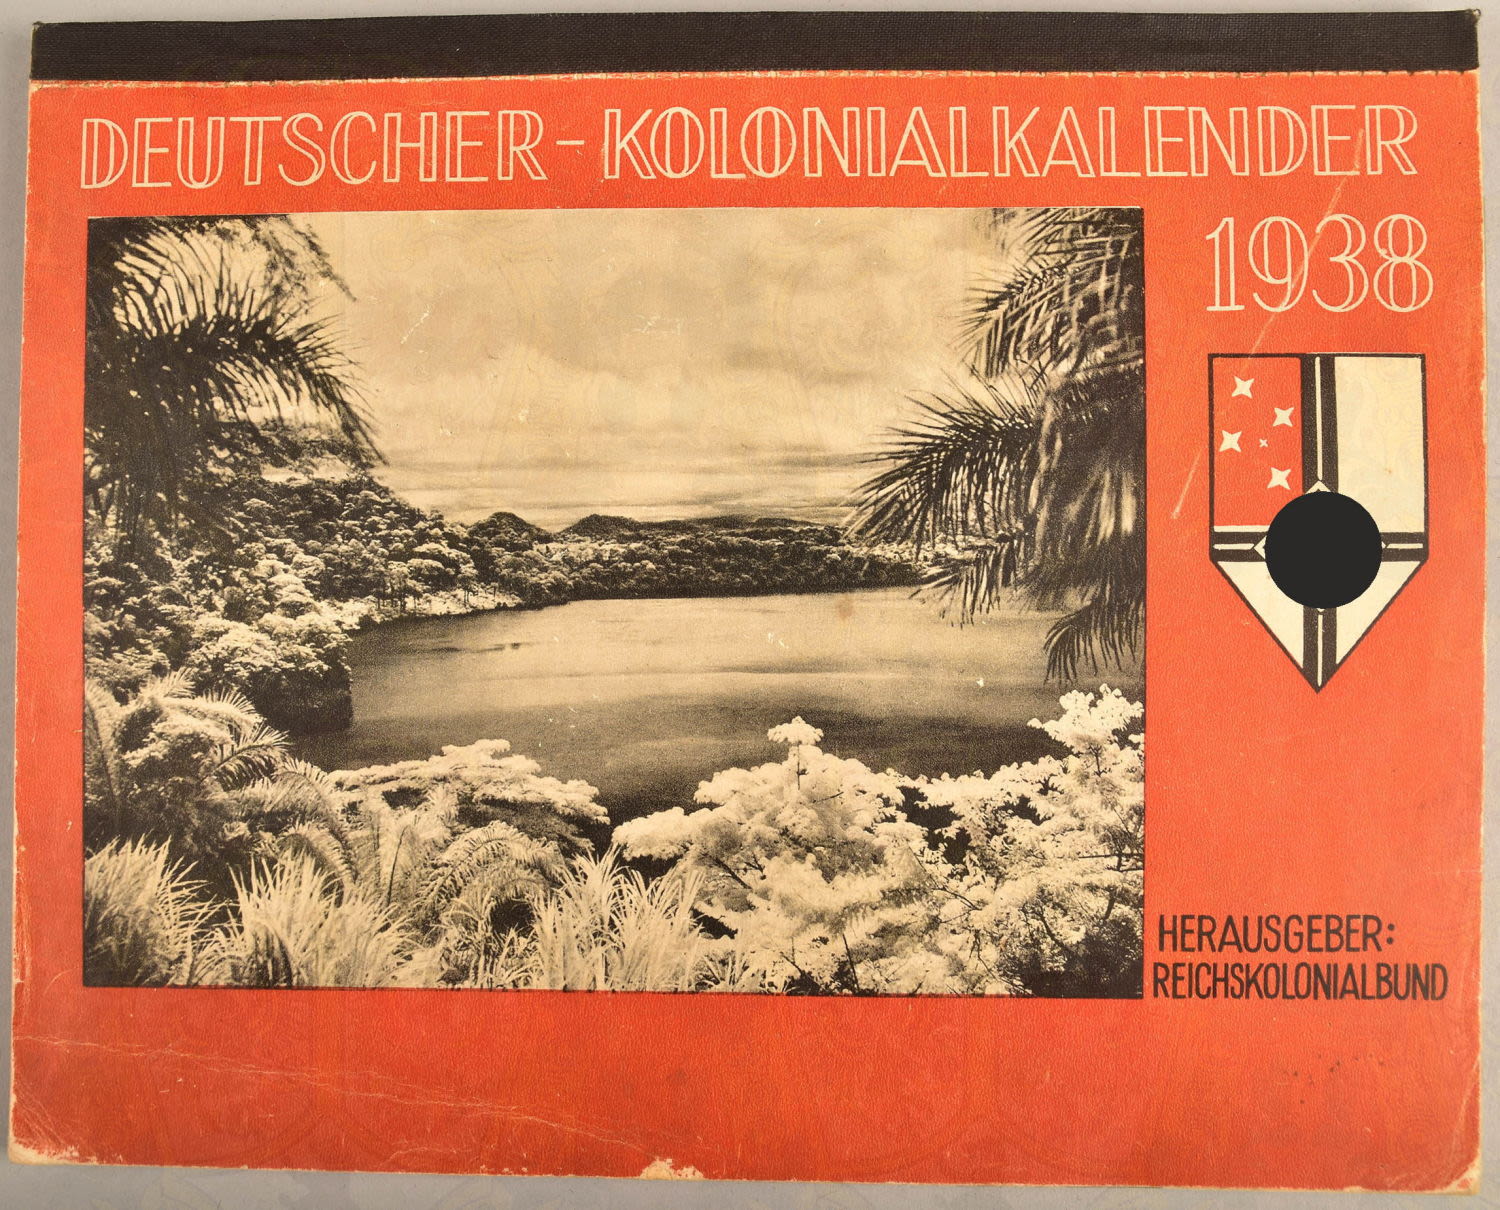 DEUTSCHER-KOLONIALKALENDER
1938
HERAUSGEBER:
REICHSKOLONIALBUND